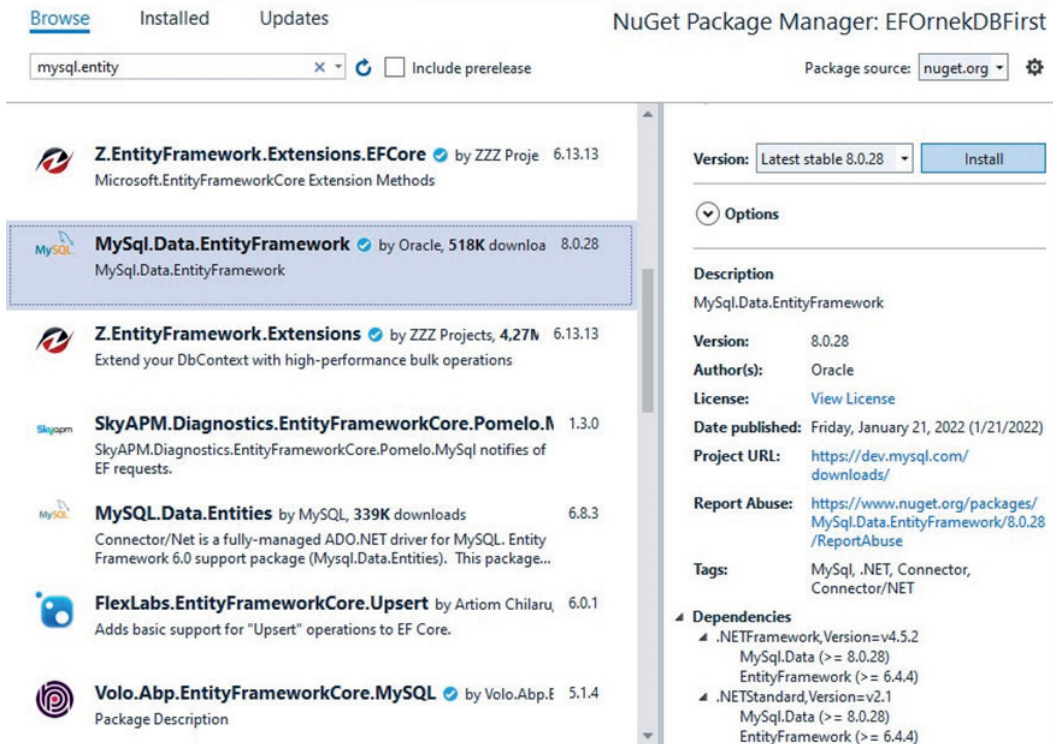 Browse Installed Updates NuGet Package Manager: EFOrnekDBFirst
mysql.entity Include prerelease Package source: nuget.org
Z.EntityFramework.Extensions.EFCore by ZZZ Proje 6.13.13
Microsoft.EntityFrameworkCore Extension Methods
MySQL
MySql.Data.EntityFramework by Oracle, 518K downloa 8.0.28
MySql.Data.EntityFramework
Z.EntityFramework.Extensions by ZZZ Projects, 4,27M 6.13.13
Extend your DbContext with high-performance bulk operations
Skyapm
SkyAPM.Diagnostics.EntityFrameworkCore.Pomelo.M 1.3.0
SkyAPM.Diagnostics.EntityFrameworkCore.Pomelo.MySql notifies of
EF requests.
MySQL
MySQL.Data.Entities by MySQL, 339K downloads 6.8.3
Connector/Net is a fully-managed ADO.NET driver for MySQL. Entity
Framework 6.0 support package (Mysql.Data.Entities). This package...
FlexLabs.EntityFrameworkCore.Upsert by Artiom Chilaru, 6.0.1
Adds basic support for "Upsert" operations to EF Core.
Volo.Abp.EntityFrameworkCore.MySQL by Volo.Abp.E 5.1.4
Package Description
Version: Latest stable 8.0.28 Install
Options
Description
MySql.Data.EntityFramework
Version: 8.0.28
Author(s): Oracle
License: View License
Date published: Friday, January 21, 2022 (1/21/2022)
Project URL: https://dev.mysql.com/
downloads/
Report Abuse: https://www.nuget.org/packages/
MySql.Data.EntityFramework/8.0.28
/ReportAbuse
Tags: MySql, .NET, Connector,
Connector/NET
Dependencies
.NETFramework,Version=v4.5.2
MySql.Data (>= 8.0.28)
EntityFramework (>= 6.4.4)
.NETStandard,Version=v2.1
MySql.Data (>= 8.0.28)
EntityFramework (>= 6.4.4)